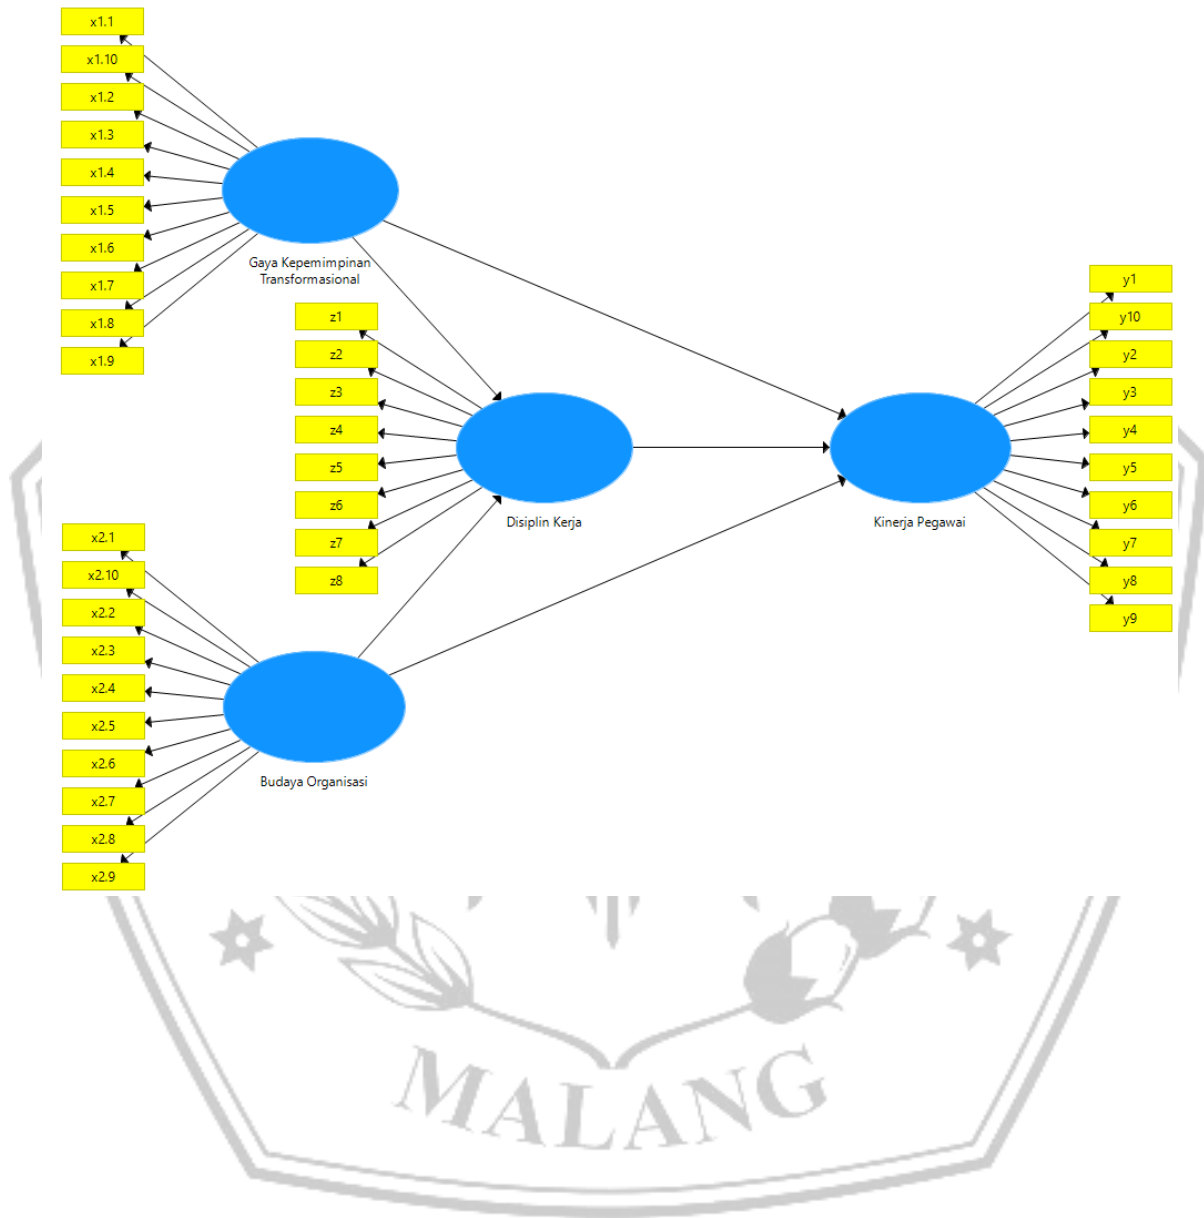 x1.1
x1.10
x1.2
x1.3
x1.4
x1.5
x1.6
x1.7
x1.8
x1.9
Gaya Kepemimpinan
Transformasional
z1
z2
z3
z4
z5
z6
z7
z8
Disiplin Kerja
y1
y10
y2
y3
y4
y5
y6
y7
y8
y9
Kinerja Pegawai
x2.1
x2.10
x2.2
x2.3
x2.4
x2.5
x2.6
x2.7
x2.8
x2.9
Budaya Organisasi
MALANG